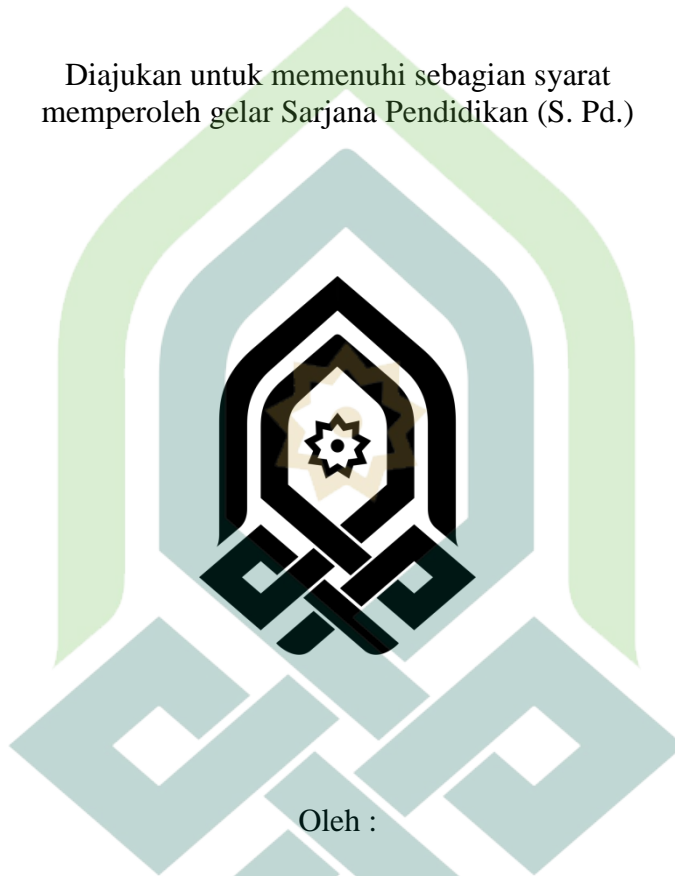 Diajukan untuk memenuhi sebagian syarat
memperoleh gelar Sarjana Pendidikan (S. Pd.)
Oleh :